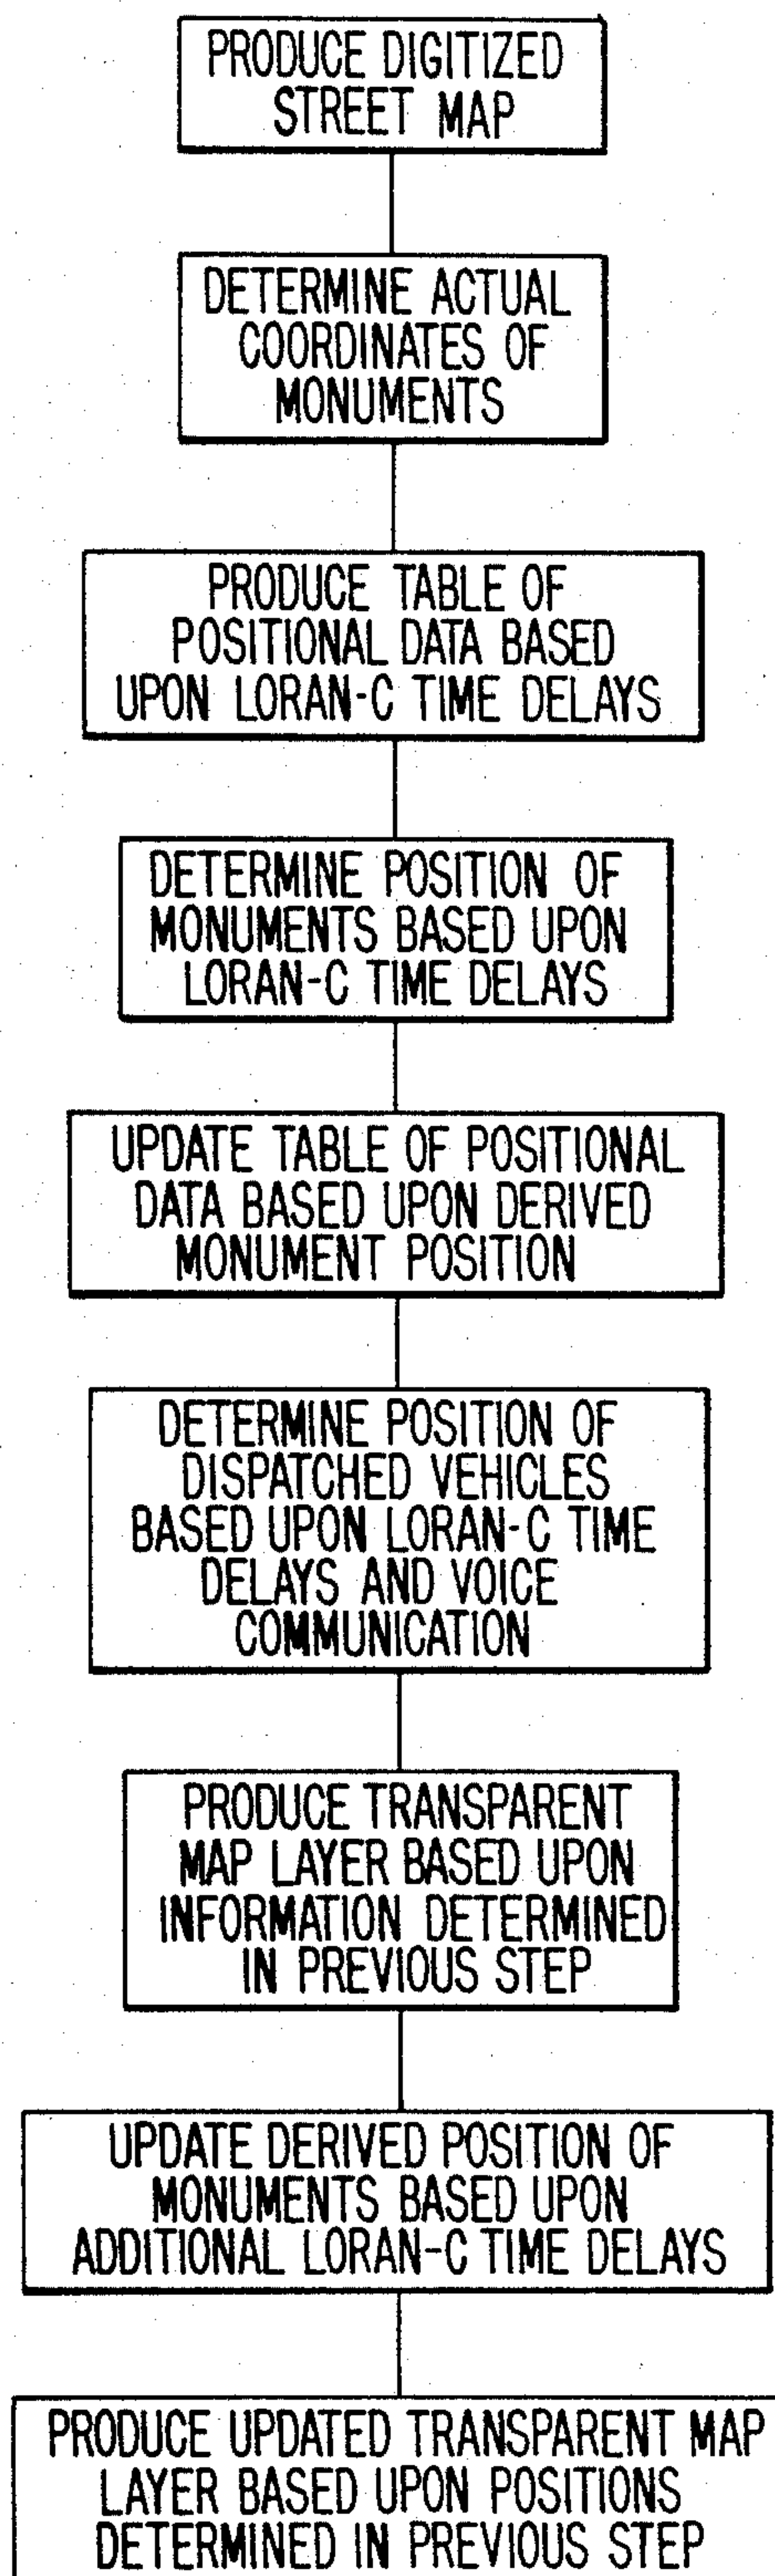 PRODUCE DIGITIZED
STREET MAP
DETERMINE ACTUAL
COORDINATES OF
MONUMENTS
PRODUCE TABLE OF
POSITIONAL DATA BASED
UPON LORAN-C TIME DELAYS
DETERMINE POSITION OF
MONUMENTS BASED UPON
LORAN-C TIME DELAYS
UPDATE TABLE OF POSITIONAL
DATA BASED UPON DERIVED
MONUMENT POSITION
DETERMINE POSITION OF
DISPATCHED VEHICLES
BASED UPON LORAN-C TIME
DELAYS AND VOICE
COMMUNICATION
PRODUCE TRANSPARENT
MAP LAYER BASED UPON
INFORMATION DETERMINED
IN PREVIOUS STEP
UPDATE DERIVED POSITION OF
MONUMENTS BASED UPON
ADDITIONAL LORAN-C TIME DELAYS
PRODUCE UPDATED TRANSPARENT MAP
LAYER BASED UPON POSITIONS
DETERMINED IN PREVIOUS STEP